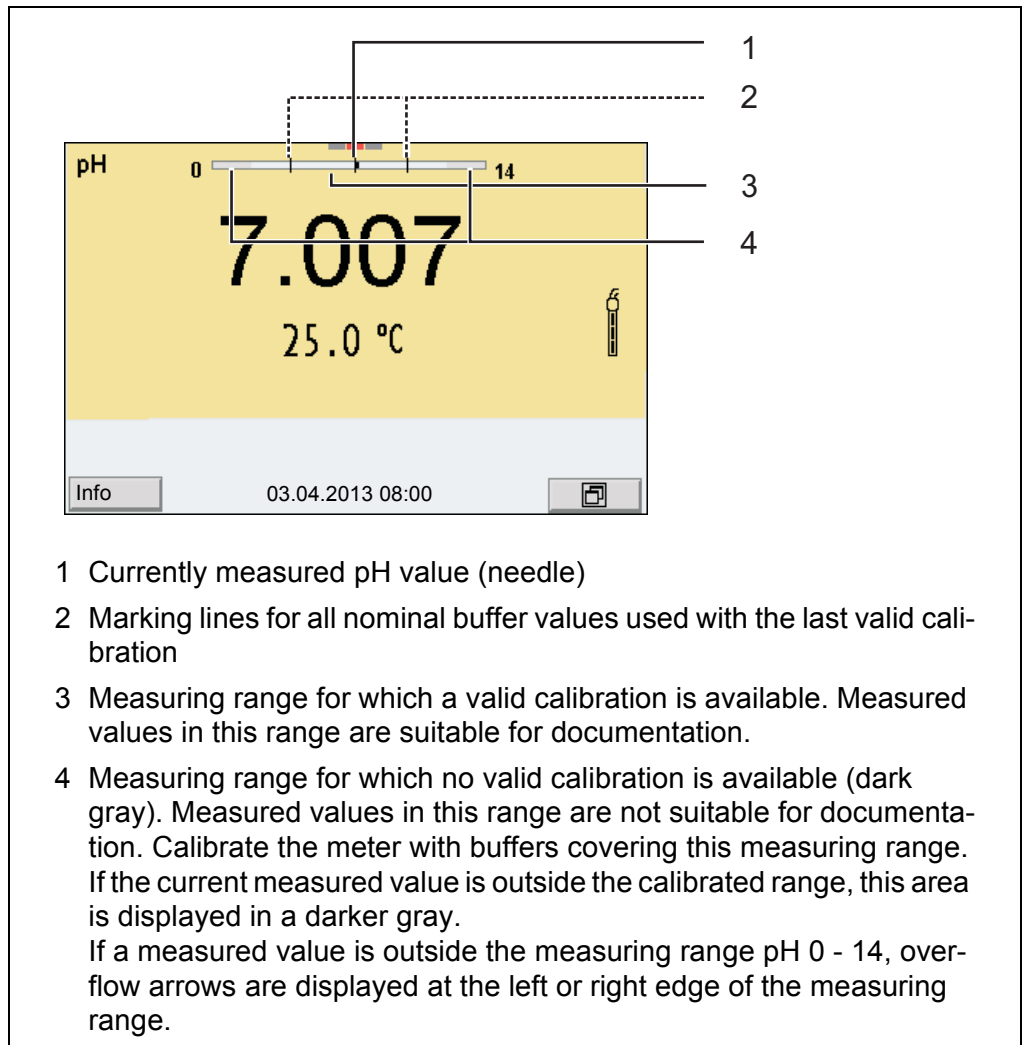 1
2
pH
0
14
3
7.007
4
25.0 °C
Info
03.04.2013 08:00
1 Currently measured pH value (needle)
2 Marking lines for all nominal buffer values used with the last valid cali-
bration
3 Measuring range for which a valid calibration is available. Measured
values in this range are suitable for documentation.
4 Measuring range for which no valid calibration is available (dark
gray). Measured values in this range are not suitable for documenta-
tion. Calibrate the meter with buffers covering this measuring range.
If the current measured value is outside the calibrated range, this area
is displayed in a darker gray.
If a measured value is outside the measuring range pH 0 - 14, over-
flow arrows are displayed at the left or right edge of the measuring
range.